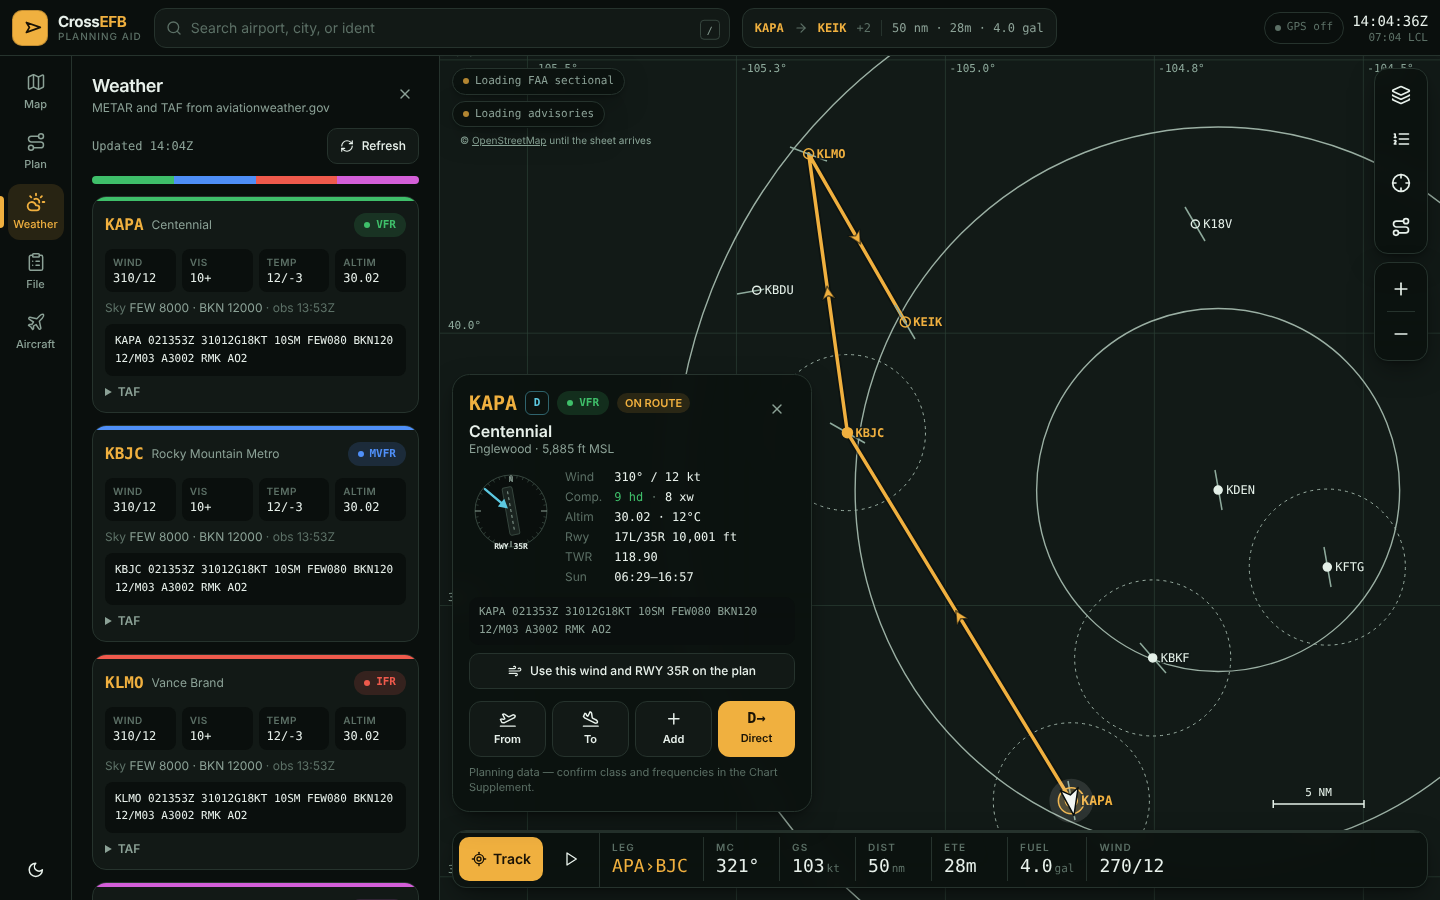 CrossEFB
PLANNING AID
Search airport, city, or ident
/
KAPA → KEIK +2 50 nm · 28m · 4.0 gal
GPS off
14:04:36Z
07:04 LCL
Map
Plan
Weather
File
Aircraft
Weather
METAR and TAF from aviationweather.gov
Updated 14:04Z
Refresh
KAPA Centennial VFR
WIND VIS TEMP ALTIM
310/12 10+ 12/-3 30.02
Sky FEW 8000 · BKN 12000 · obs 13:53Z
KAPA 021353Z 31012G18KT 10SM FEW080 BKN120
12/M03 A3002 RMK AO2
TAF
KBJC Rocky Mountain Metro MVFR
WIND VIS TEMP ALTIM
310/12 10+ 12/-3 30.02
Sky FEW 8000 · BKN 12000 · obs 13:53Z
KBJC 021353Z 31012G18KT 10SM FEW080 BKN120
12/M03 A3002 RMK AO2
TAF
KLMO Vance Brand IFR
WIND VIS TEMP ALTIM
310/12 10+ 12/-3 30.02
Sky FEW 8000 · BKN 12000 · obs 13:53Z
KLMO 021353Z 31012G18KT 10SM FEW080 BKN120
12/M03 A3002 RMK AO2
TAF
-105.5° -105.3° -105.0° -104.8° -104.5°
Loading FAA sectional
Loading advisories
© OpenStreetMap until the sheet arrives
KLMO
K18V
KBDU
KEIK
40.0°
KBJC
KDEN
KFTG
KBKF
KAPA
5 NM
KAPA D VFR ON ROUTE
Centennial
Englewood · 5,885 ft MSL
N
RWY 35R
Wind 310° / 12 kt
Comp. 9 hd · 8 xw
Altim 30.02 · 12°C
Rwy 17L/35R 10,001 ft
TWR 118.90
Sun 06:29–16:57
KAPA 021353Z 31012G18KT 10SM FEW080 BKN120
12/M03 A3002 RMK AO2
Use this wind and RWY 35R on the plan
From
To
Add
D→
Direct
Planning data — confirm class and frequencies in the Chart
Supplement.
Track
LEG MC GS DIST ETE FUEL WIND
APA›BJC 321° 103kt 50nm 28m 4.0gal 270/12